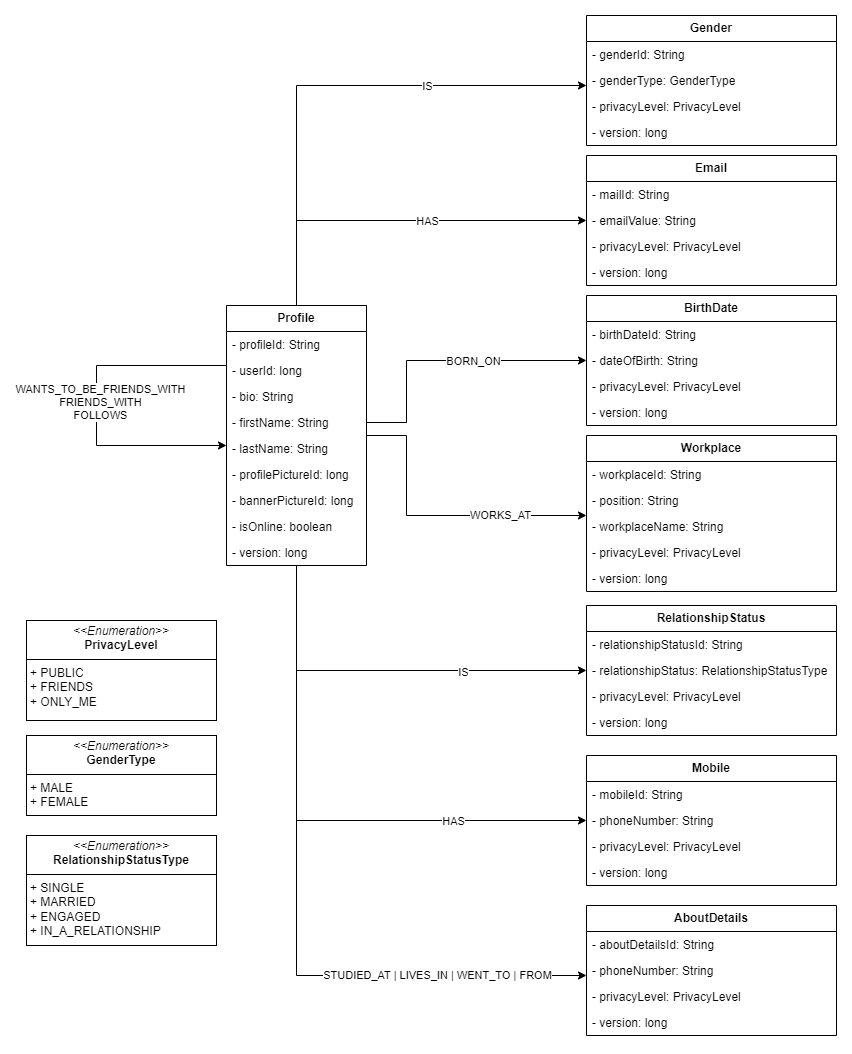 Gender
- genderId: String
- genderType: GenderType
- privacyLevel: PrivacyLevel
- version: long
IS
Email
- mailId: String
- emailValue: String
- privacyLevel: PrivacyLevel
- version: long
HAS
BirthDate
- birthDateId: String
- dateOfBirth: String
- privacyLevel: PrivacyLevel
- version: long
BORN_ON
Profile
- profileId: String
- userId: long
- bio: String
- firstName: String
- lastName: String
- profilePictureId: long
- bannerPictureId: long
- isOnline: boolean
- version: long
WANTS_TO_BE_FRIENDS_WITH
FRIENDS_WITH
FOLLOWS
Workplace
- workplaceId: String
- position: String
- workplaceName: String
- privacyLevel: PrivacyLevel
- version: long
WORKS_AT
RelationshipStatus
- relationshipStatusId: String
- relationshipStatus: RelationshipStatusType
- privacyLevel: PrivacyLevel
- version: long
IS
<<Enumeration>>
PrivacyLevel
+ PUBLIC
+ FRIENDS
+ ONLY_ME
<<Enumeration>>
GenderType
+ MALE
+ FEMALE
<<Enumeration>>
RelationshipStatusType
+ SINGLE
+ MARRIED
+ ENGAGED
+ IN_A_RELATIONSHIP
Mobile
- mobileId: String
- phoneNumber: String
- privacyLevel: PrivacyLevel
- version: long
HAS
AboutDetails
- aboutDetailsId: String
- phoneNumber: String
- privacyLevel: PrivacyLevel
- version: long
STUDIED_AT | LIVES_IN | WENT_TO | FROM